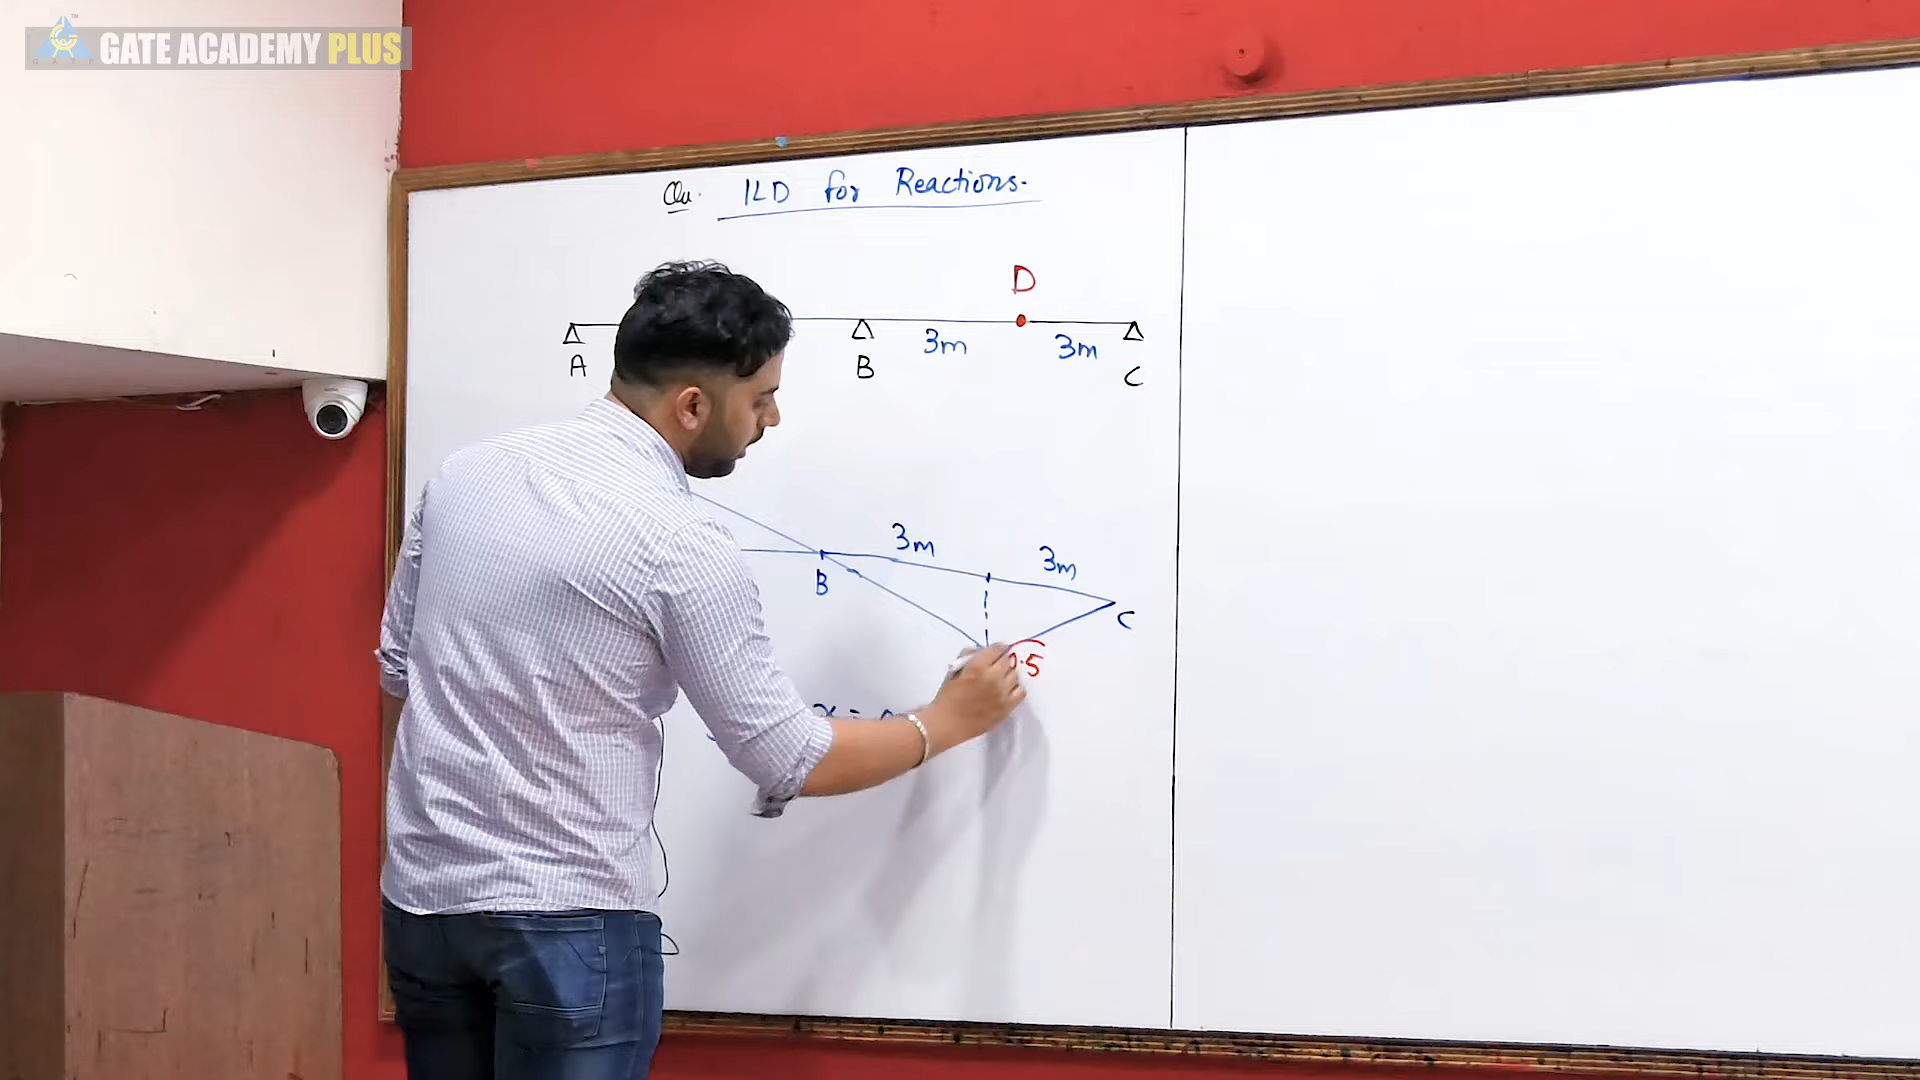 GATE ACADEMY PLUS
Qu. ILD for Reactions.
D
3m 3m
A B C
3m
3m
B
C